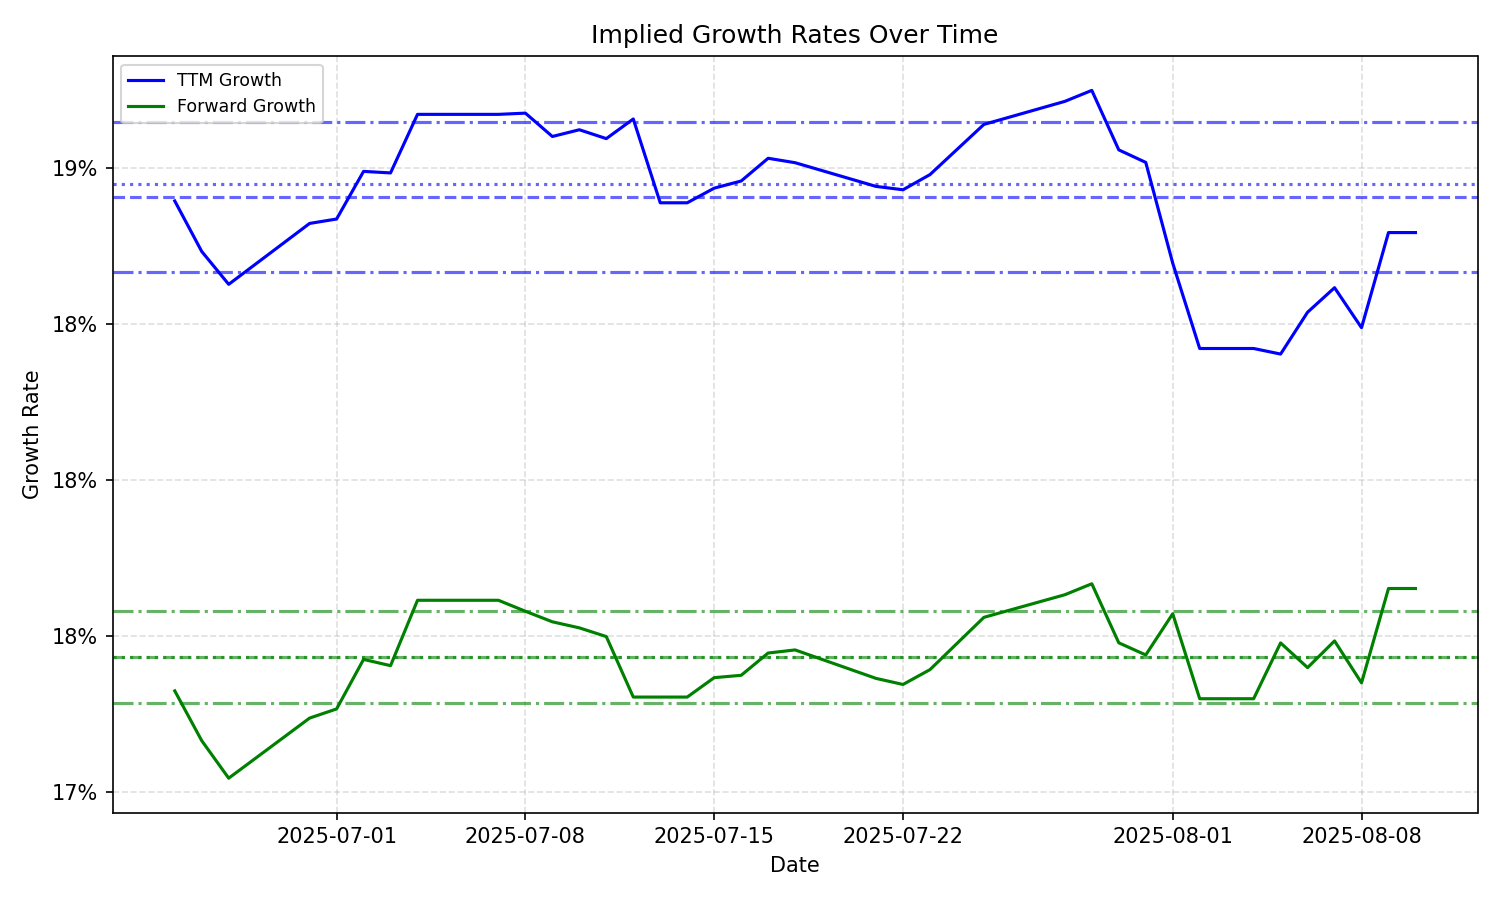 Implied Growth Rates Over Time
TTM Growth
Forward Growth
19%
18%
18%
18%
17%
Growth Rate
2025-07-01
2025-07-08
2025-07-15
2025-07-22
2025-08-01
2025-08-08
Date